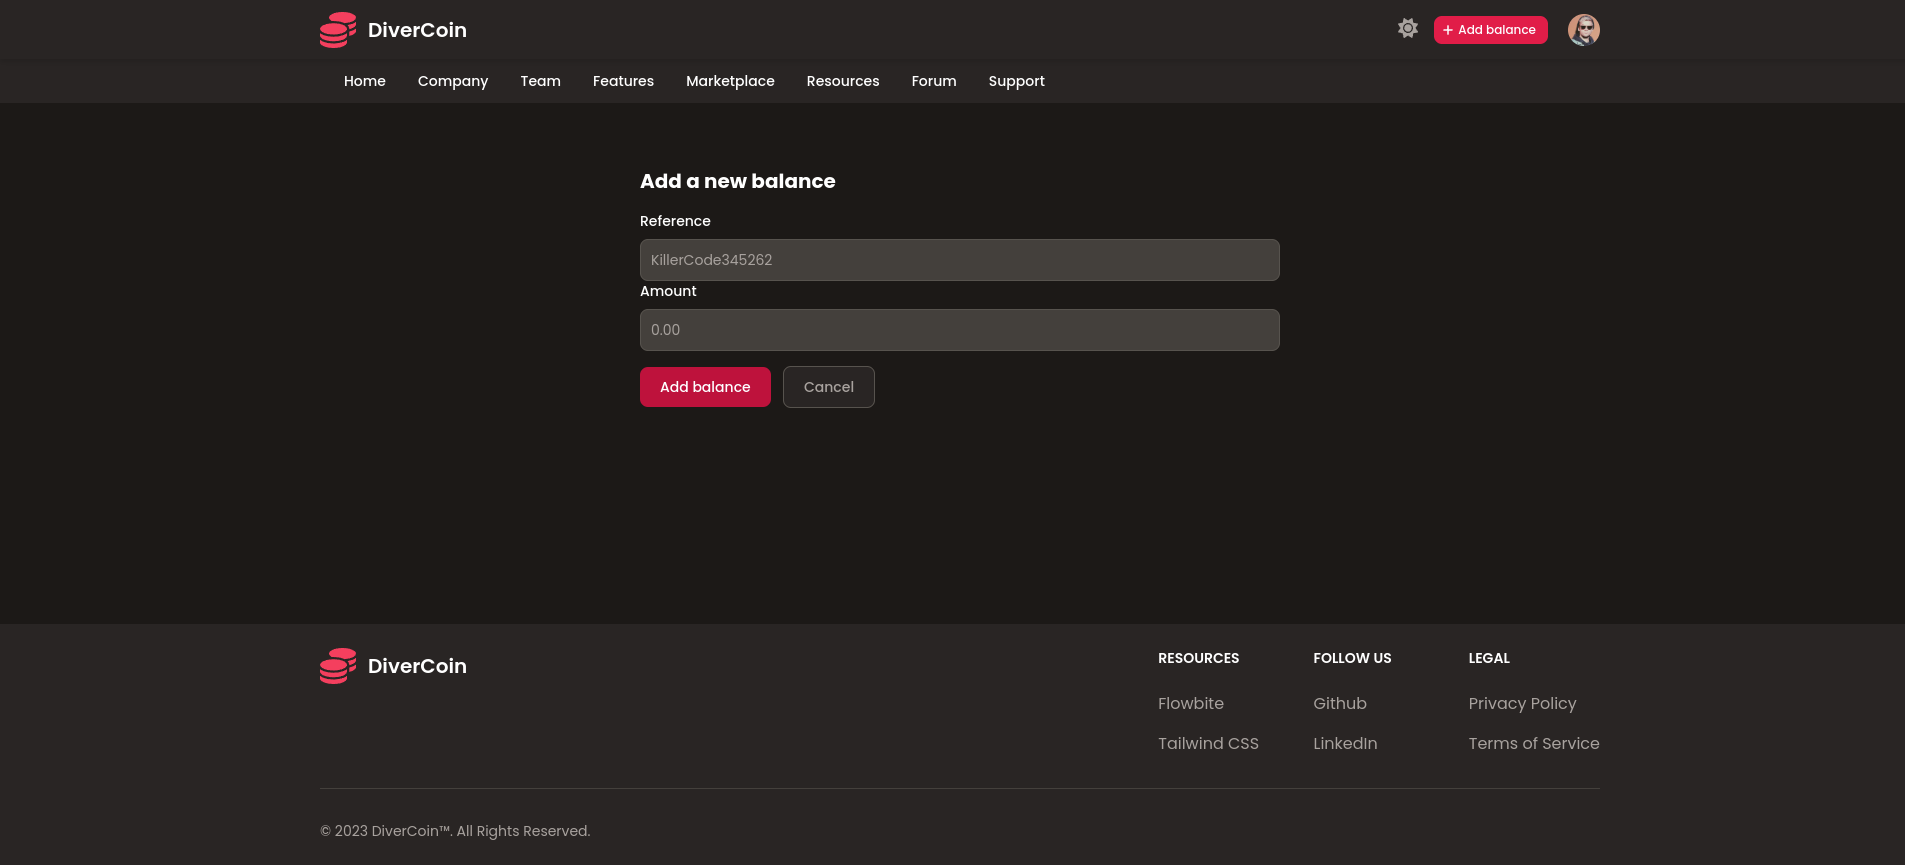 DiverCoin
+ Add balance
Home Company Team Features Marketplace Resources Forum Support
Add a new balance
Reference
KillerCode345262
Amount
0.00
Add balance Cancel
DiverCoin
RESOURCES FOLLOW US LEGAL
Flowbite Github Privacy Policy
Tailwind CSS LinkedIn Terms of Service
© 2023 DiverCoin™. All Rights Reserved.